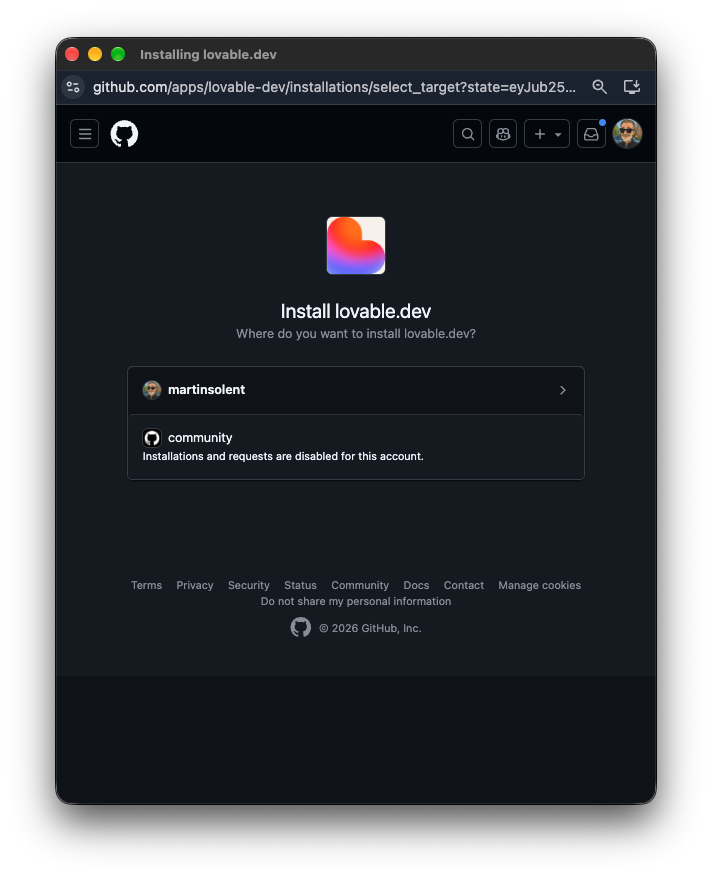 Installing lovable.dev
github.com/apps/lovable-dev/installations/select_target?state=eyJub25...
Install lovable.dev
Where do you want to install lovable.dev?
martinsolent
community
Installations and requests are disabled for this account.
Terms Privacy Security Status Community Docs Contact Manage cookies
Do not share my personal information
© 2026 GitHub, Inc.